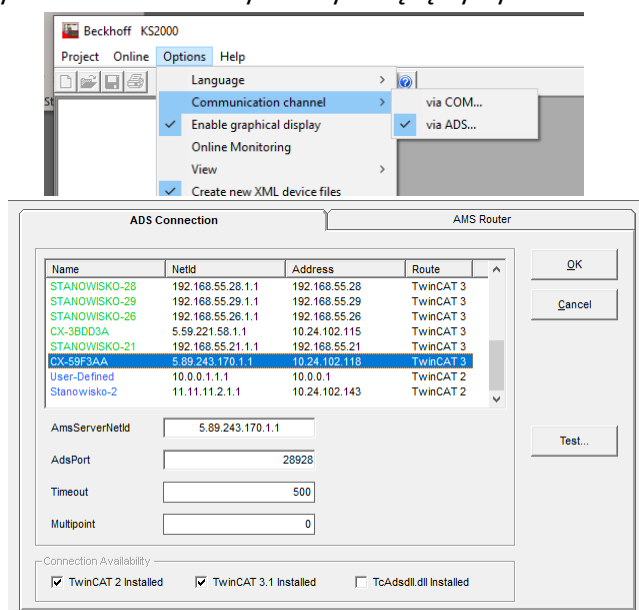 Beckhoff KS2000
Project Online Options Help
Language
Communication channel
via COM...
Enable graphical display
via ADS...
Online Monitoring
View
Create new XML device files
ADS Connection
AMS Router
Name NetId Address Route
STANOWISKO-28 192.168.55.28.1.1 192.168.55.28 TwinCAT 3
STANOWISKO-29 192.168.55.29.1.1 192.168.55.29 TwinCAT 3
STANOWISKO-26 192.168.55.26.1.1 192.168.55.26 TwinCAT 3
CX-3BDD3A 5.59.221.58.1.1 10.24.102.115 TwinCAT 3
STANOWISKO-21 192.168.55.21.1.1 192.168.55.21 TwinCAT 3
CX-59F3AA 5.89.243.170.1.1 10.24.102.118 TwinCAT 3
User-Defined 10.0.0.1.1.1 10.0.0.1 TwinCAT 2
Stanowisko-2 11.11.11.2.1.1 10.24.102.143 TwinCAT 2
OK
Cancel
AmsServerNetId 5.89.243.170.1.1
Test...
AdsPort 28928
Timeout 500
Multipoint 0
Connection Availability
TwinCAT 2 Installed TwinCAT 3.1 Installed TcAdsdll.dll Installed